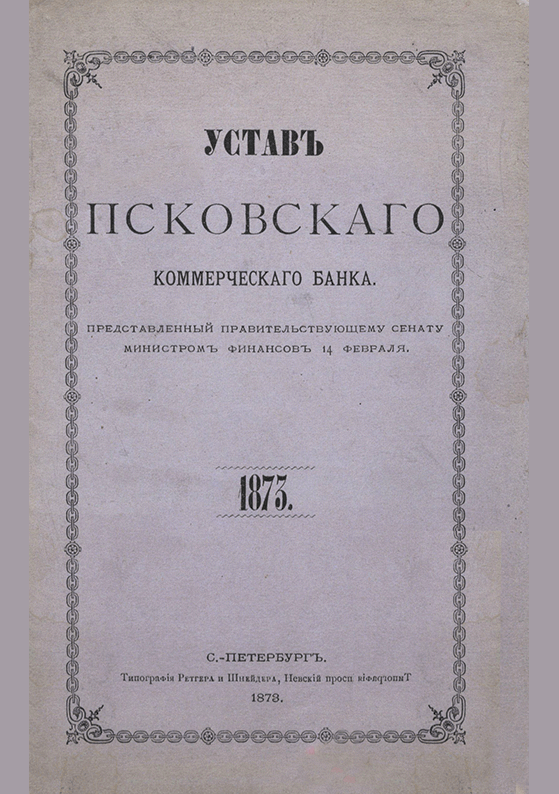 УСТАВЪ
ПСКОВСКАГО
КОММЕРЧЕСКАГО БАНКА.
ПРЕДСТАВЛЕННЫЙ ПРАВИТЕЛЬСТВУЮЩЕМУ СЕНАТУ
МИНИСТРОМЪ ФИНАНСОВЪ 14 ФЕВРАЛЯ.
1873.
С.-ПЕТЕРБУРГЪ.
Типографія Ретгера и Шнейдера, Невскій просп
1873.